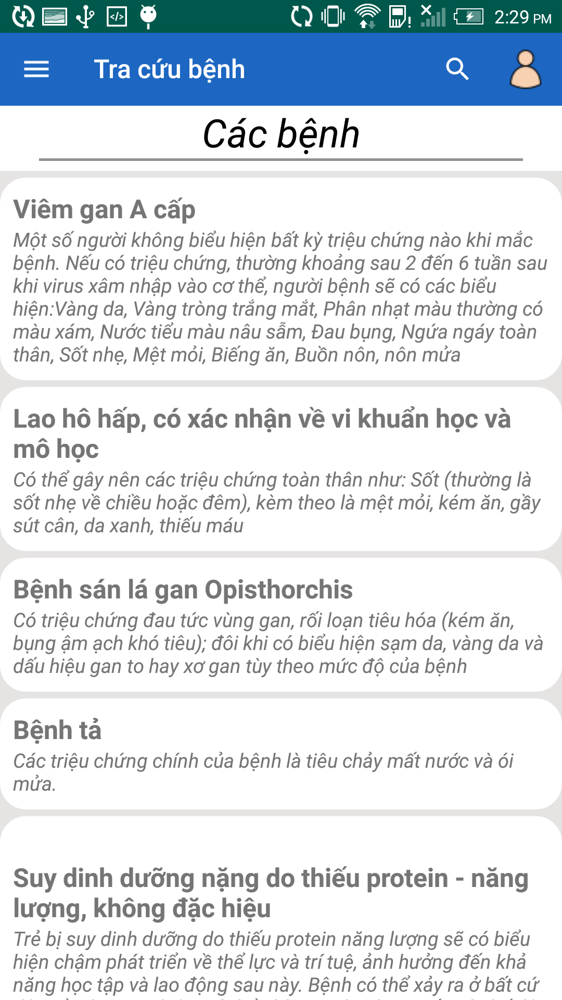 2:29 PM
Tra cứu bệnh
Các bệnh
Viêm gan A cấp
Một số người không biểu hiện bất kỳ triệu chứng nào khi mắc
bệnh. Nếu có triệu chứng, thường khoảng sau 2 đến 6 tuần sau
khi virus xâm nhập vào cơ thể, người bệnh sẽ có các biểu
hiện:Vàng da, Vàng tròng trắng mắt, Phân nhạt màu thường có
màu xám, Nước tiểu màu nâu sẫm, Đau bụng, Ngứa ngáy toàn
thân, Sốt nhẹ, Mệt mỏi, Biếng ăn, Buồn nôn, nôn mửa
Lao hô hấp, có xác nhận về vi khuẩn học và
mô học
Có thể gây nên các triệu chứng toàn thân như: Sốt (thường là
sốt nhẹ về chiều hoặc đêm), kèm theo là mệt mỏi, kém ăn, gầy
sút cân, da xanh, thiếu máu
Bệnh sán lá gan Opisthorchis
Có triệu chứng đau tức vùng gan, rối loạn tiêu hóa (kém ăn,
bụng ậm ạch khó tiêu); đôi khi có biểu hiện sạm da, vàng da và
dấu hiệu gan to hay xơ gan tùy theo mức độ của bệnh
Bệnh tả
Các triệu chứng chính của bệnh là tiêu chảy mất nước và ói
mửa.
Suy dinh dưỡng nặng do thiếu protein - năng
lượng, không đặc hiệu
Trẻ bị suy dinh dưỡng do thiếu protein năng lượng sẽ có biểu
hiện chậm phát triển về thể lực và trí tuệ, ảnh hưởng đến khả
năng học tập và lao động sau này. Bệnh có thể xảy ra ở bất cứ